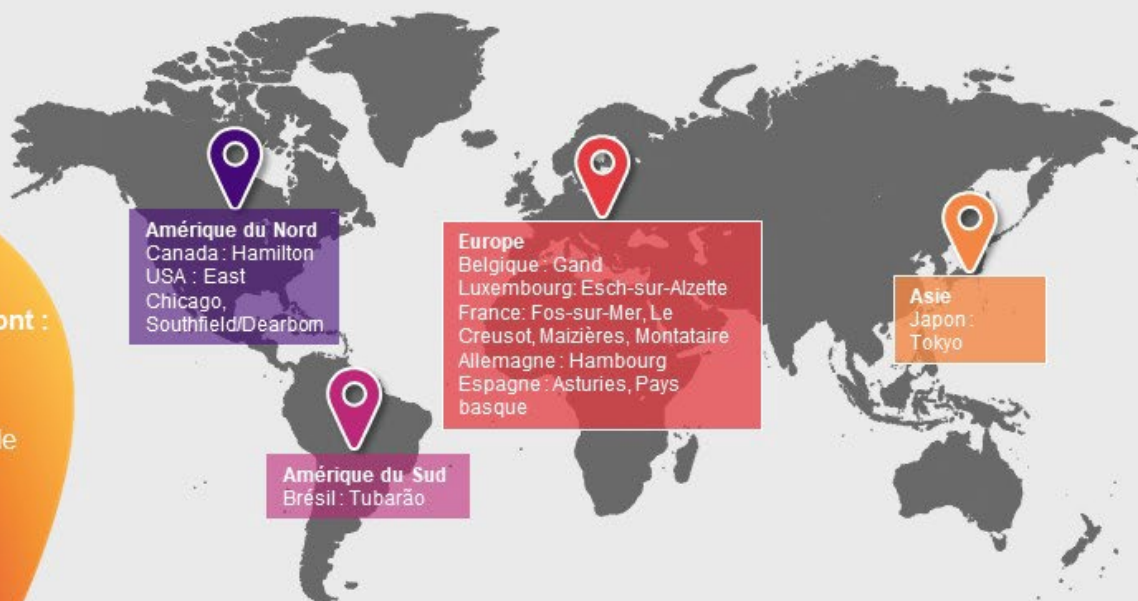 Amérique du Nord
Canada : Hamilton
USA : East
Chicago,
Southfield/Dearborn
Europe
Belgique : Gand
Luxembourg: Esch-sur-Alzette
France: Fos-sur-Mer, Le
Creusot, Maizières, Montataire
Allemagne : Hambourg
Espagne : Asturies, Pays
basque
Asie
Japon :
Tokyo
Amérique du Sud
Brésil : Tubarão